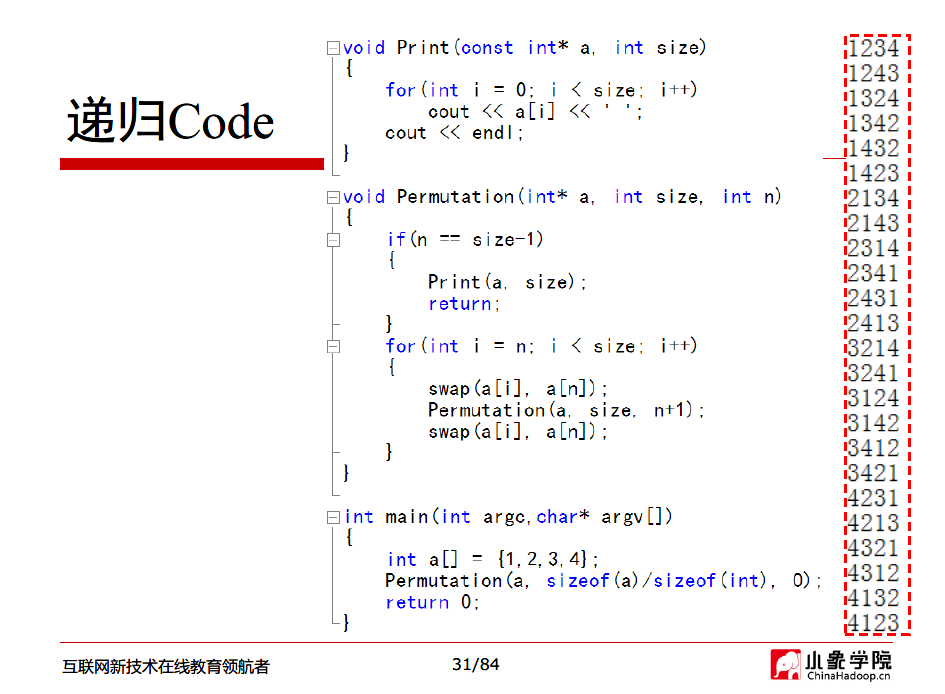 递归Code
void Print(const int* a, int size)
{
    for(int i = 0; i < size; i++)
        cout << a[i] << ' ';
    cout << endl;
}
void Permutation(int* a, int size, int n)
{
    if(n == size-1)
    {
        Print(a, size);
        return;
    }
    for(int i = n; i < size; i++)
    {
        swap(a[i], a[n]);
        Permutation(a, size, n+1);
        swap(a[i], a[n]);
    }
}
int main(int argc,char* argv[])
{
    int a[] = {1,2,3,4};
    Permutation(a, sizeof(a)/sizeof(int), 0);
    return 0;
}
1234
1243
1324
1342
1432
1423
2134
2143
2314
2341
2431
2413
3214
3241
3124
3142
3412
3421
4231
4213
4321
4312
4132
4123
互联网新技术在线教育领航者
31/84
小象学院
ChinaHadoop.cn